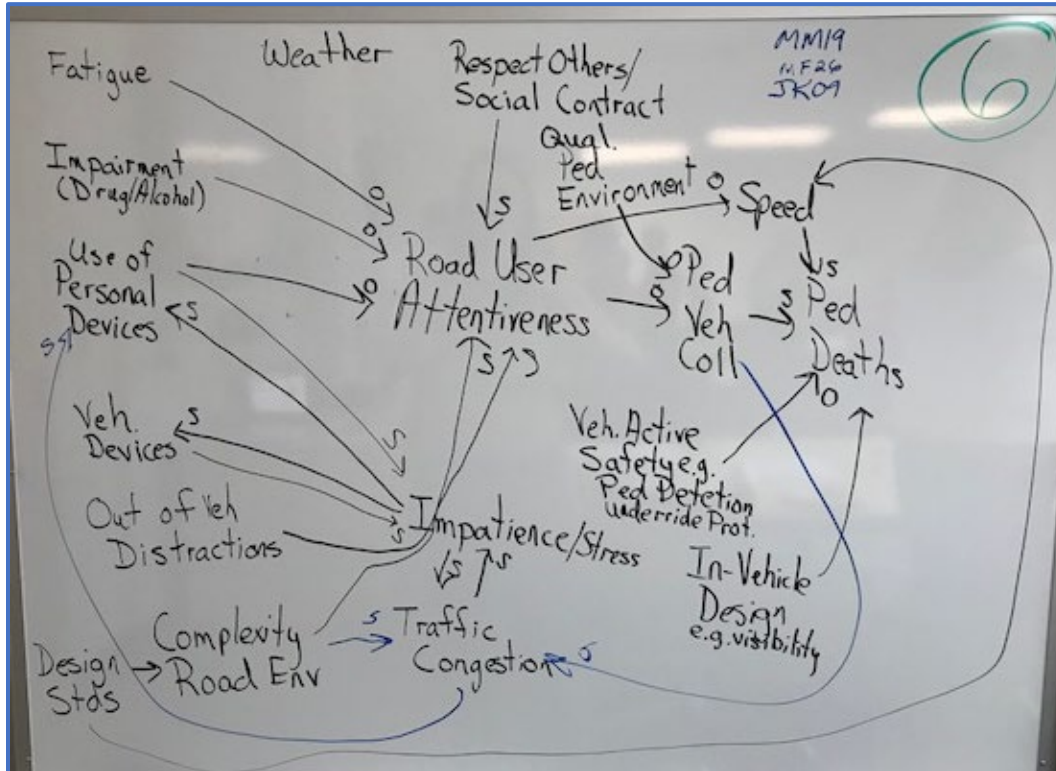 Fatigue
Weather
Respect Others/
Social Contract
MM19
N.F26
JK09
6
Impairment
(Drug/Alcohol)
Qual.
Ped
Environment
O
Speed
O
O
S
S
Use of
Personal
Devices
S
SS
O
Road User
Attentiveness
S
S
O
O
Ped
Veh
Coll
S
Ped
Deaths
O
Veh.
Devices
S
S
S
Out of Veh
Distractions
Impatience/Stress
S
S
Veh. Active
Safety e.g.
Ped Detetion
underride Prot.
In-Vehicle
Design
e.g. visibility
Complexity
Road Env
S
Traffic
Congestion
Design
Stds